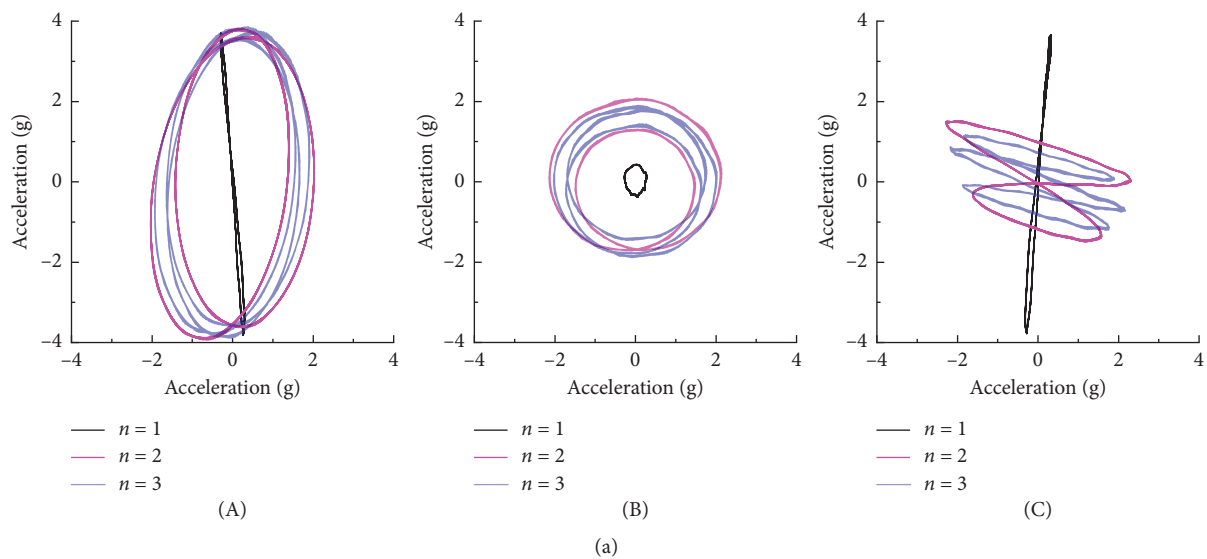 4
2
0
−2
−4
Acceleration (g)
−4 −2 0 2 4
Acceleration (g)
n = 1
n = 2
n = 3
(A)
4
2
0
−2
−4
Acceleration (g)
−4 −2 0 2 4
Acceleration (g)
n = 1
n = 2
n = 3
(B)
4
2
0
−2
−4
Acceleration (g)
−4 −2 0 2 4
Acceleration (g)
n = 1
n = 2
n = 3
(C)
(a)